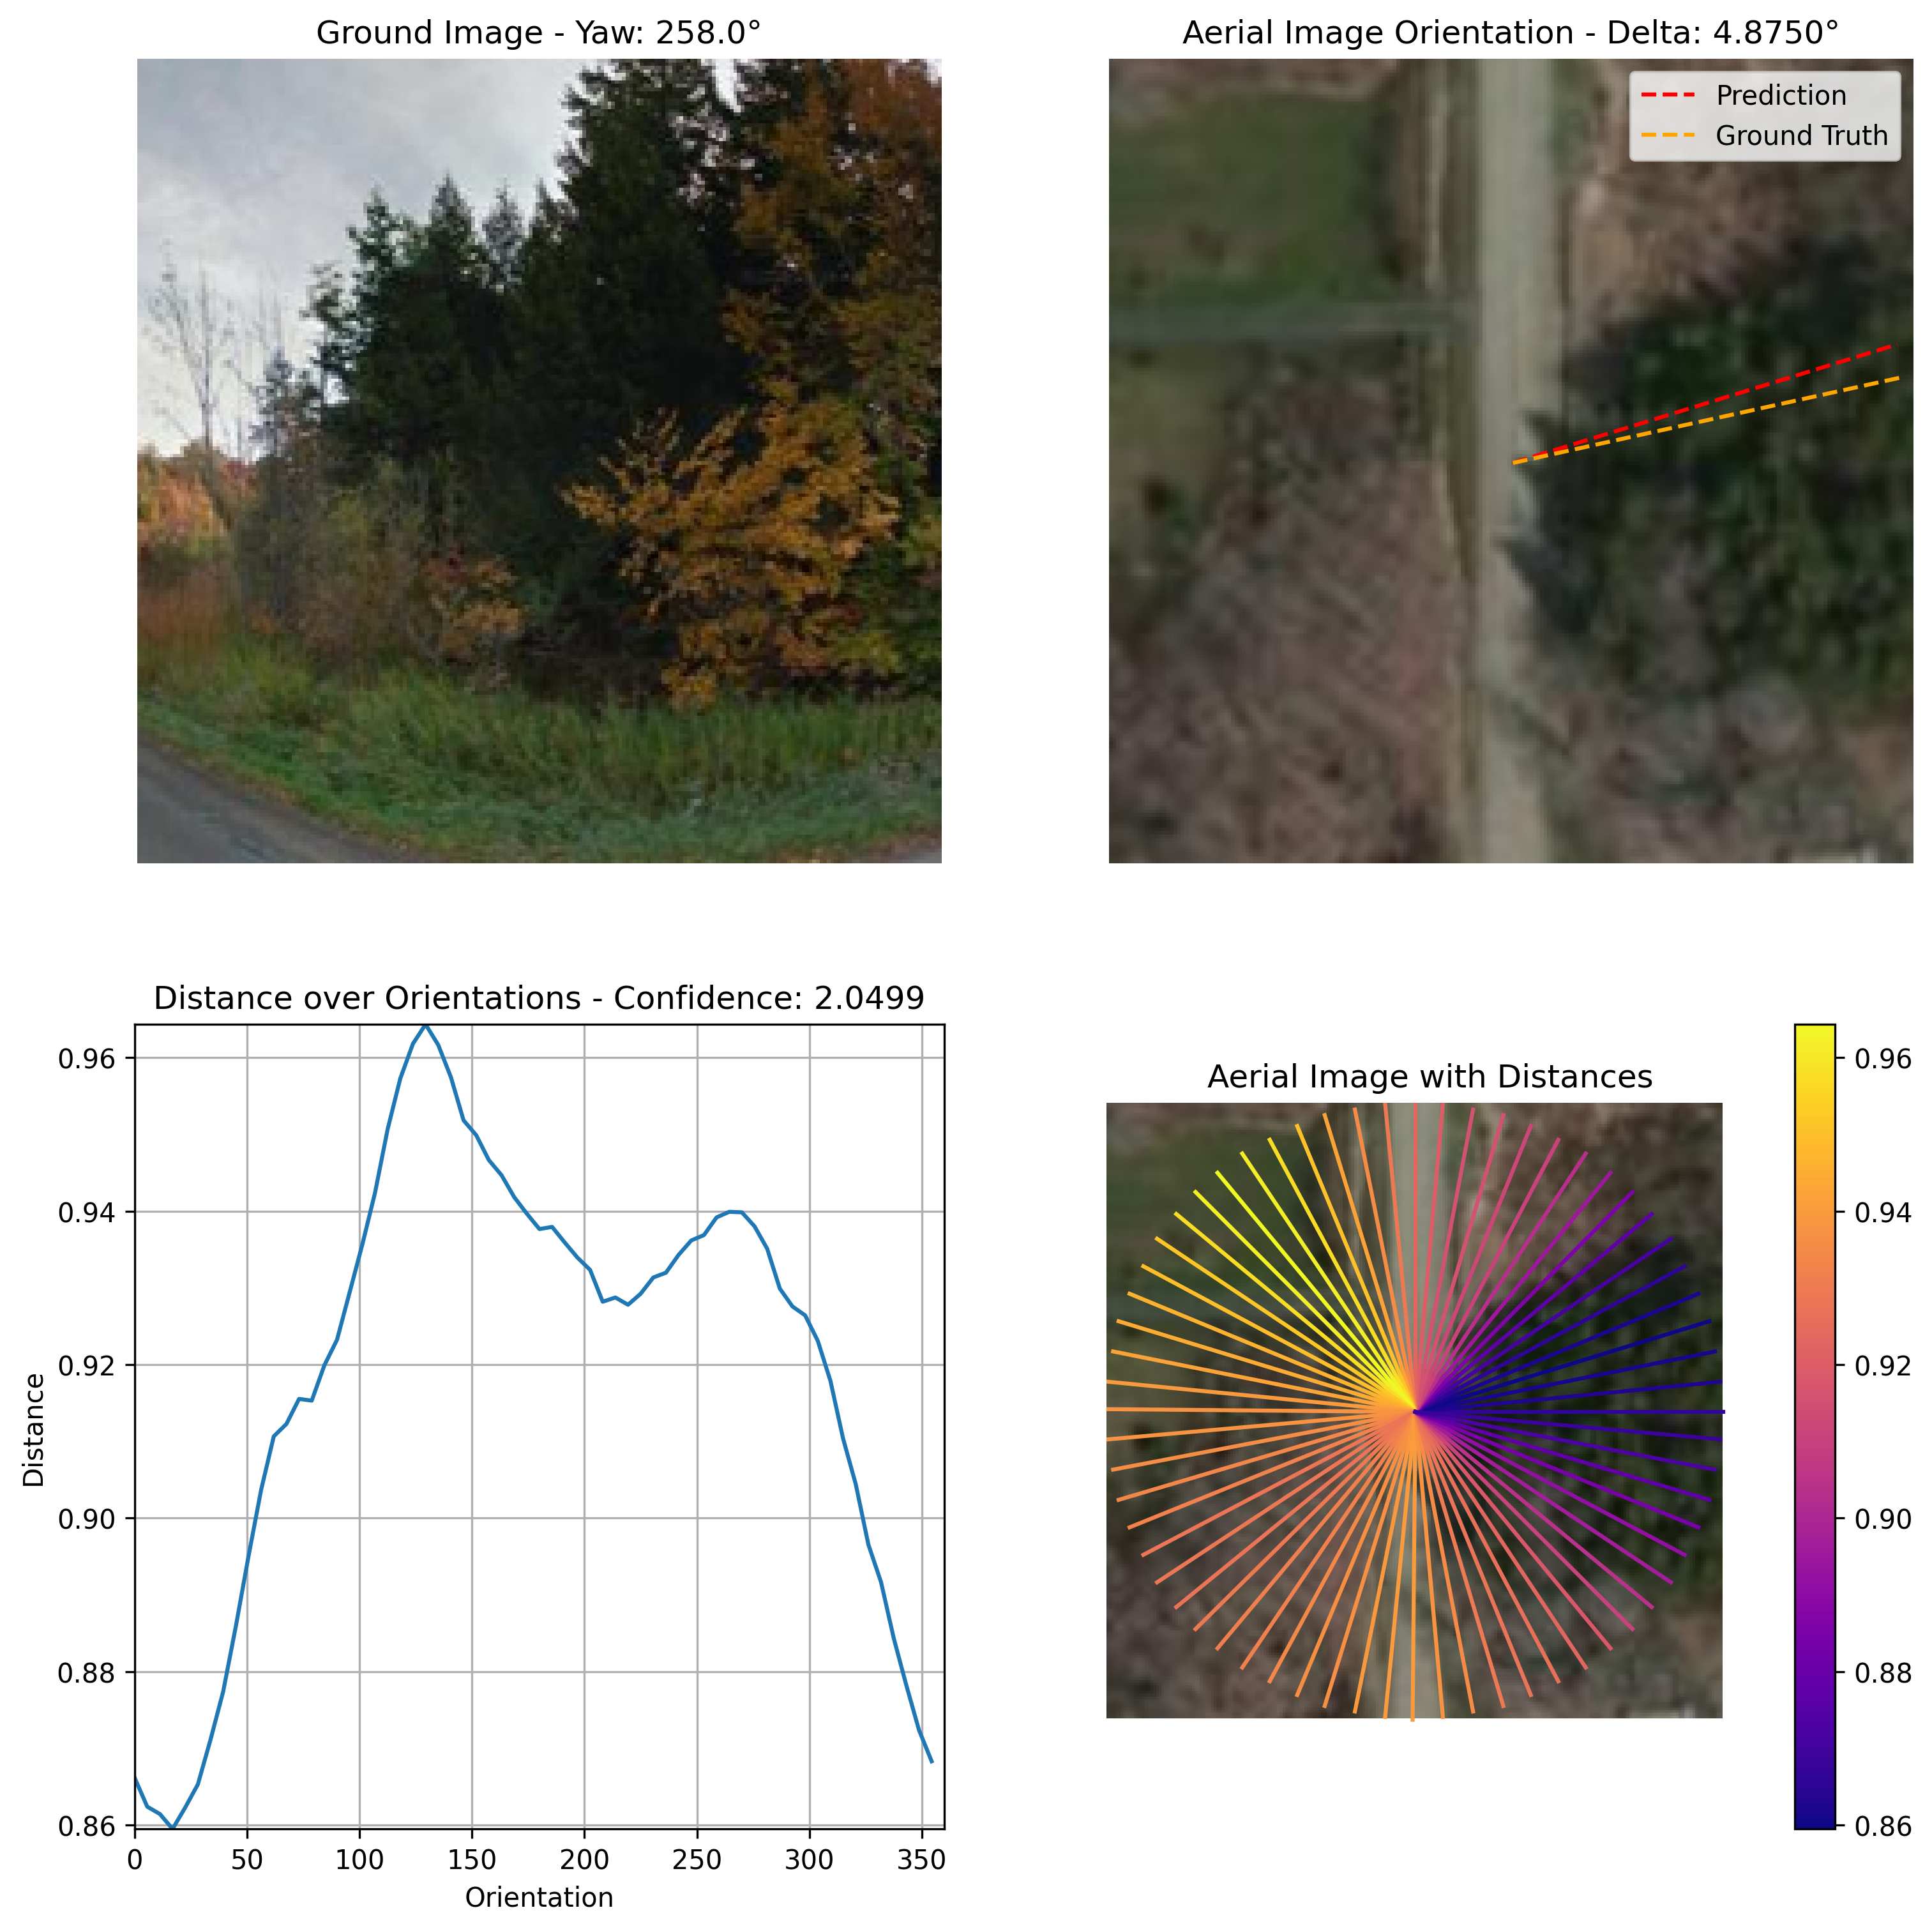 Ground Image - Yaw: 258.0°
Aerial Image Orientation - Delta: 4.8750°
Prediction
Ground Truth
Distance over Orientations - Confidence: 2.0499
0.96
0.94
0.92
0.90
0.88
0.86
Distance
0 50 100 150 200 250 300 350
Orientation
Aerial Image with Distances
0.96
0.94
0.92
0.90
0.88
0.86